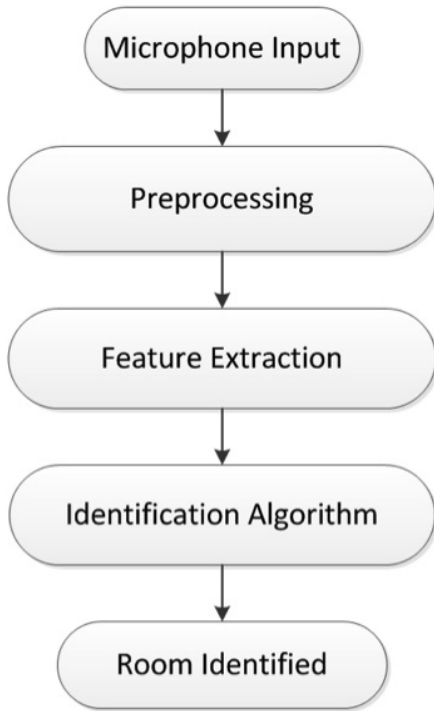 Microphone Input
Preprocessing
Feature Extraction
Identification Algorithm
Room Identified